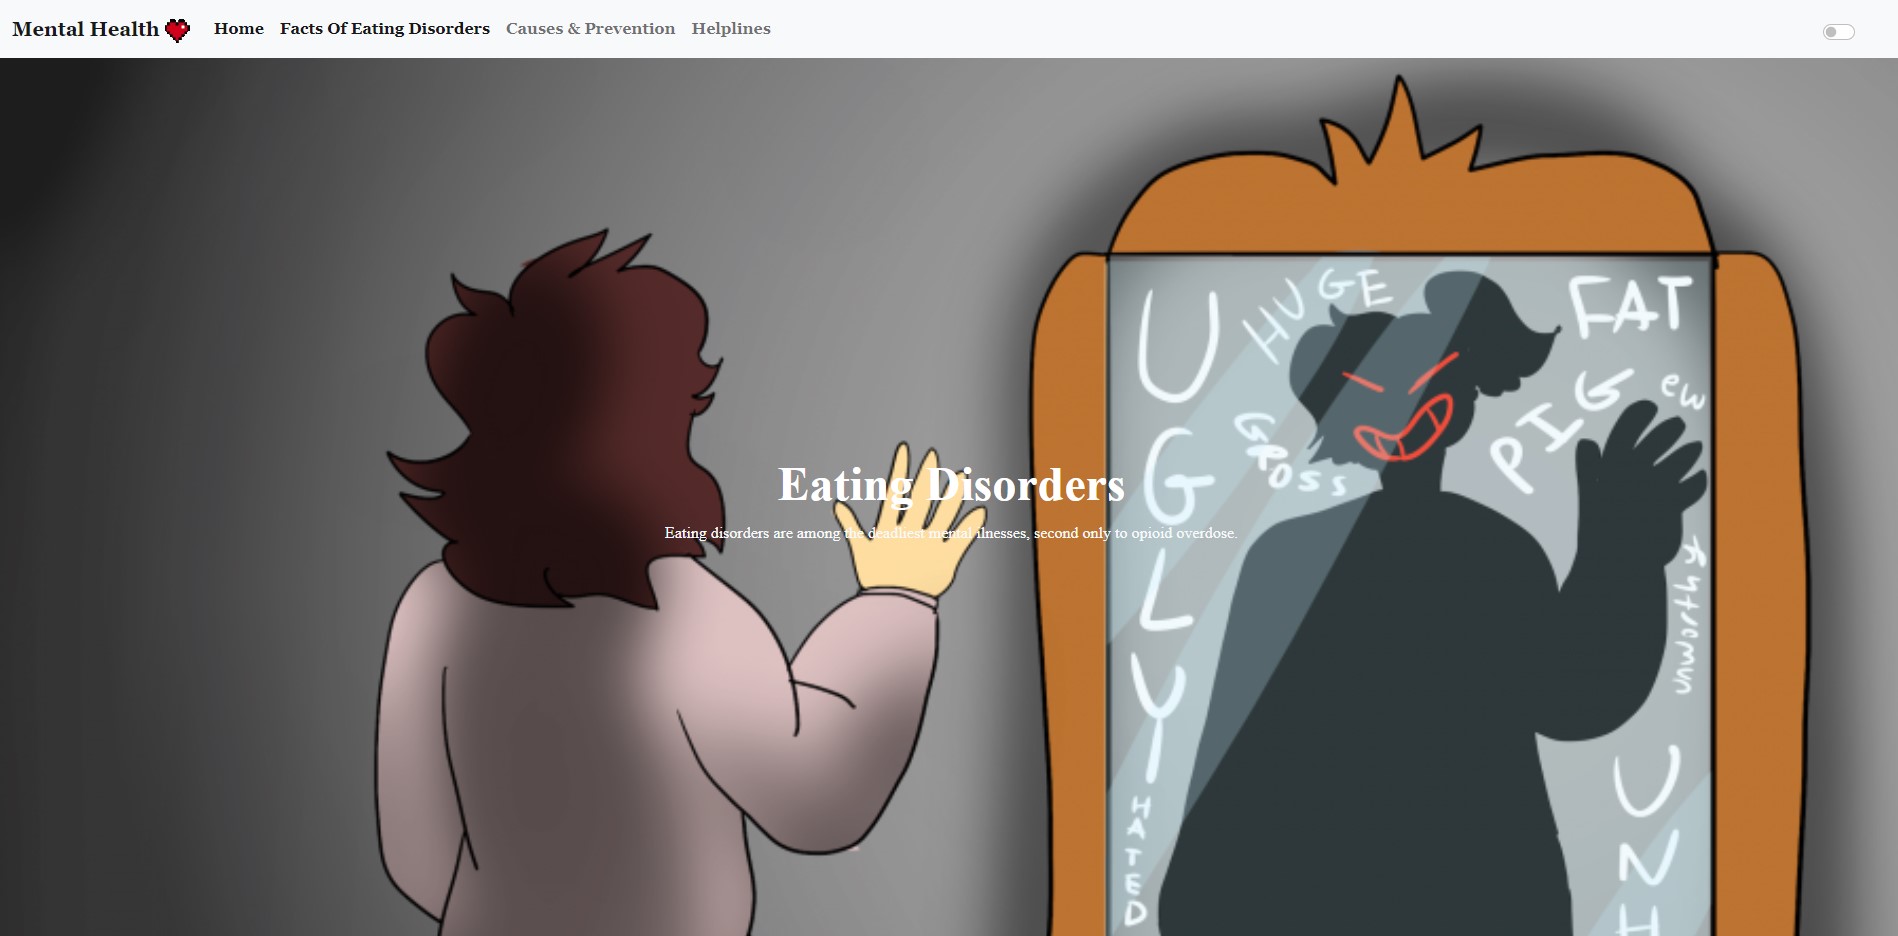 Mental Health
Home
Facts Of Eating Disorders
Causes & Prevention
Helplines
HUGE
FAT
UGLY
PIG
ew
GROSS
Eating Disorders
Eating disorders are among the deadliest mental illnesses, second only to opioid overdose.
unworthy
HATED
UNH